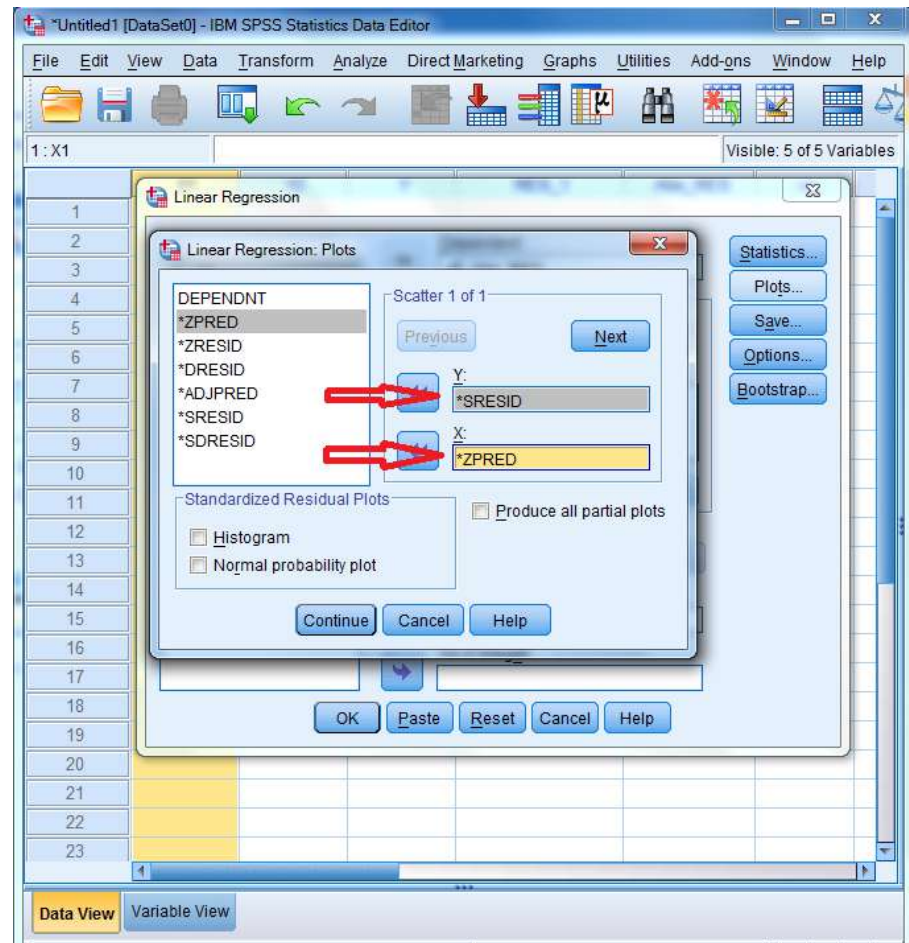 *Untitled1 [DataSet0] - IBM SPSS Statistics Data Editor
File Edit View Data Transform Analyze Direct Marketing Graphs Utilities Add-ons Window Help
1 : X1
Visible: 5 of 5 Variables
Linear Regression
Linear Regression: Plots
DEPENDNT
*ZPRED
*ZRESID
*DRESID
*ADJPRED
*SRESID
*SDRESID
Scatter 1 of 1
Previous Next
Y:
*SRESID
X:
*ZPRED
Standardized Residual Plots
Histogram
Normal probability plot
Produce all partial plots
Continue Cancel Help
Statistics...
Plots...
Save...
Options...
Bootstrap...
OK Paste Reset Cancel Help
1
2
3
4
5
6
7
8
9
10
11
12
13
14
15
16
17
18
19
20
21
22
23
Data View Variable View